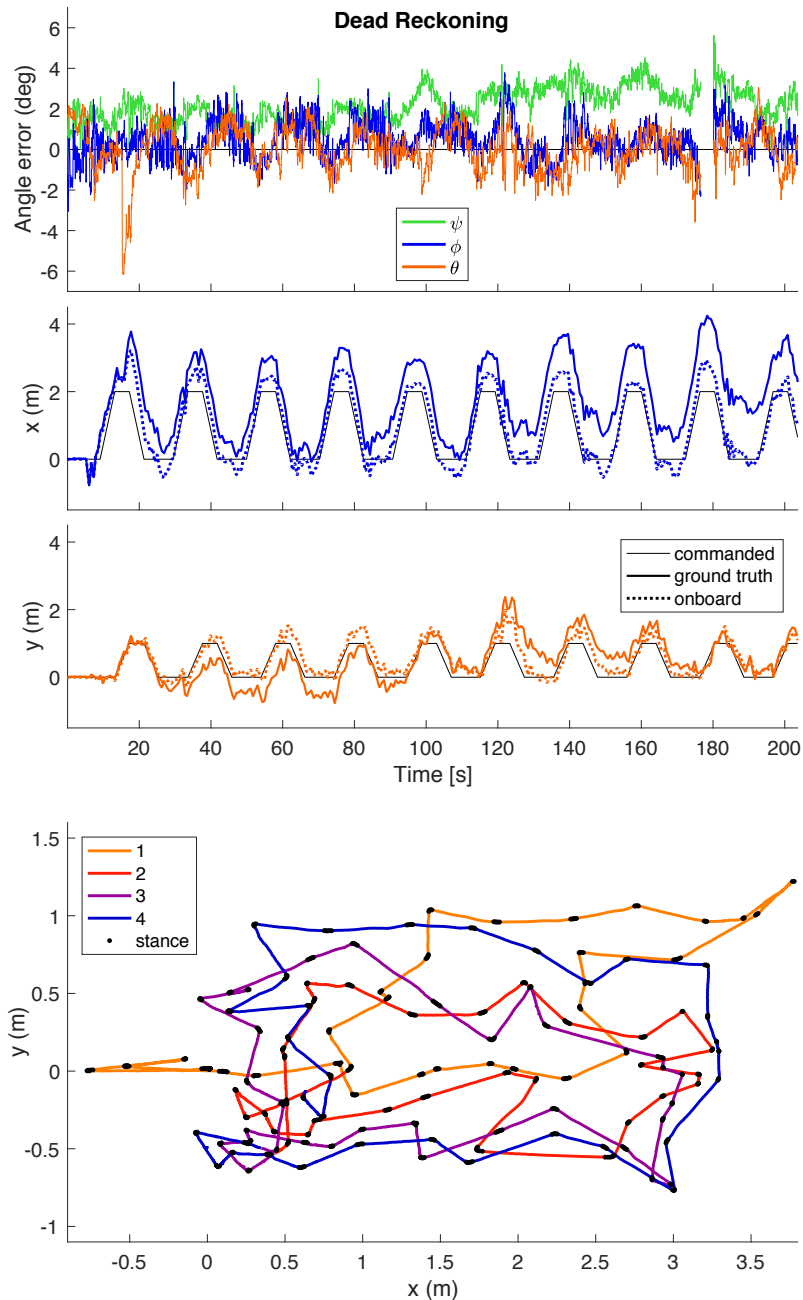 Dead Reckoning
6
4
2
0
-2
-4
-6
Angle error (deg)
ψ
ϕ
θ
4
2
0
x (m)
4
2
0
y (m)
commanded
ground truth
onboard
20 40 60 80 100 120 140 160 180 200
Time [s]
1.5
1
0.5
0
-0.5
-1
y (m)
1
2
3
4
stance
-0.5 0 0.5 1 1.5 2 2.5 3 3.5
x (m)